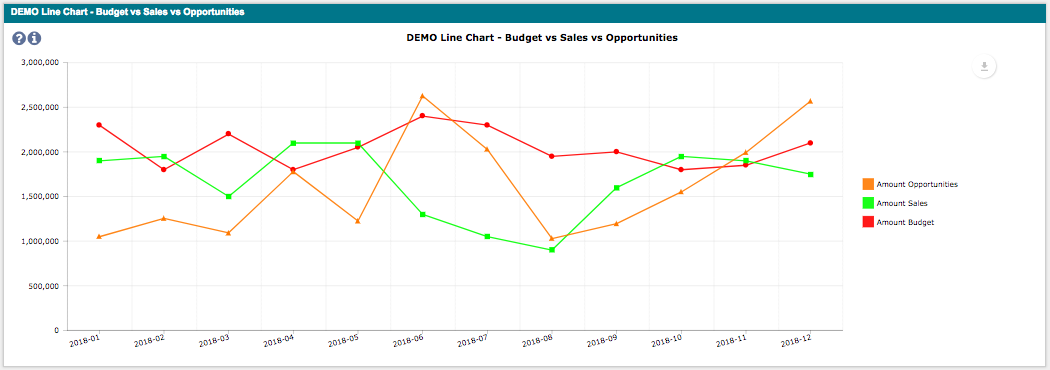 DEMO Line Chart - Budget vs Sales vs Opportunities
? i
DEMO Line Chart - Budget vs Sales vs Opportunities
3,000,000
2,500,000
2,000,000
1,500,000
1,000,000
500,000
0
2018-01 2018-02 2018-03 2018-04 2018-05 2018-06 2018-07 2018-08 2018-09 2018-10 2018-11 2018-12
Amount Opportunities
Amount Sales
Amount Budget